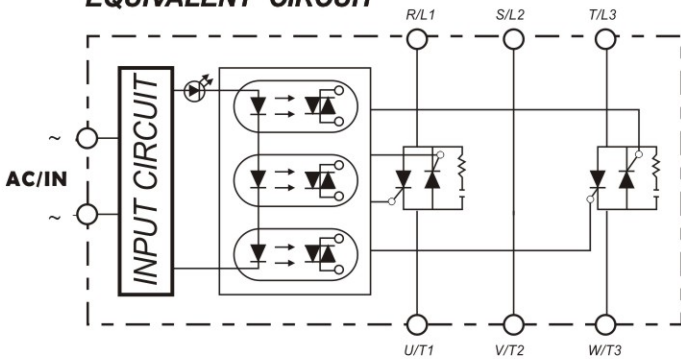 EQUIVALENT CIRCUIT
R/L1 S/L2 T/L3
~
AC/IN
~
INPUT CIRCUIT
U/T1 V/T2 W/T3